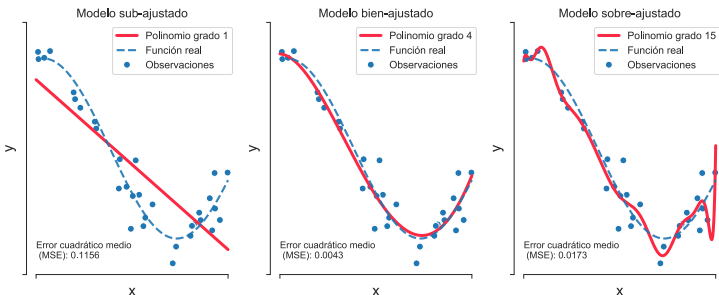 Modelo sub-ajustado
Polinomio grado 1
Función real
Observaciones
y
Error cuadrático medio
(MSE): 0.1156
x
Modelo bien-ajustado
Polinomio grado 4
Función real
Observaciones
y
Error cuadrático medio
(MSE): 0.0043
x
Modelo sobre-ajustado
Polinomio grado 15
Función real
Observaciones
y
Error cuadrático medio
(MSE): 0.0173
x